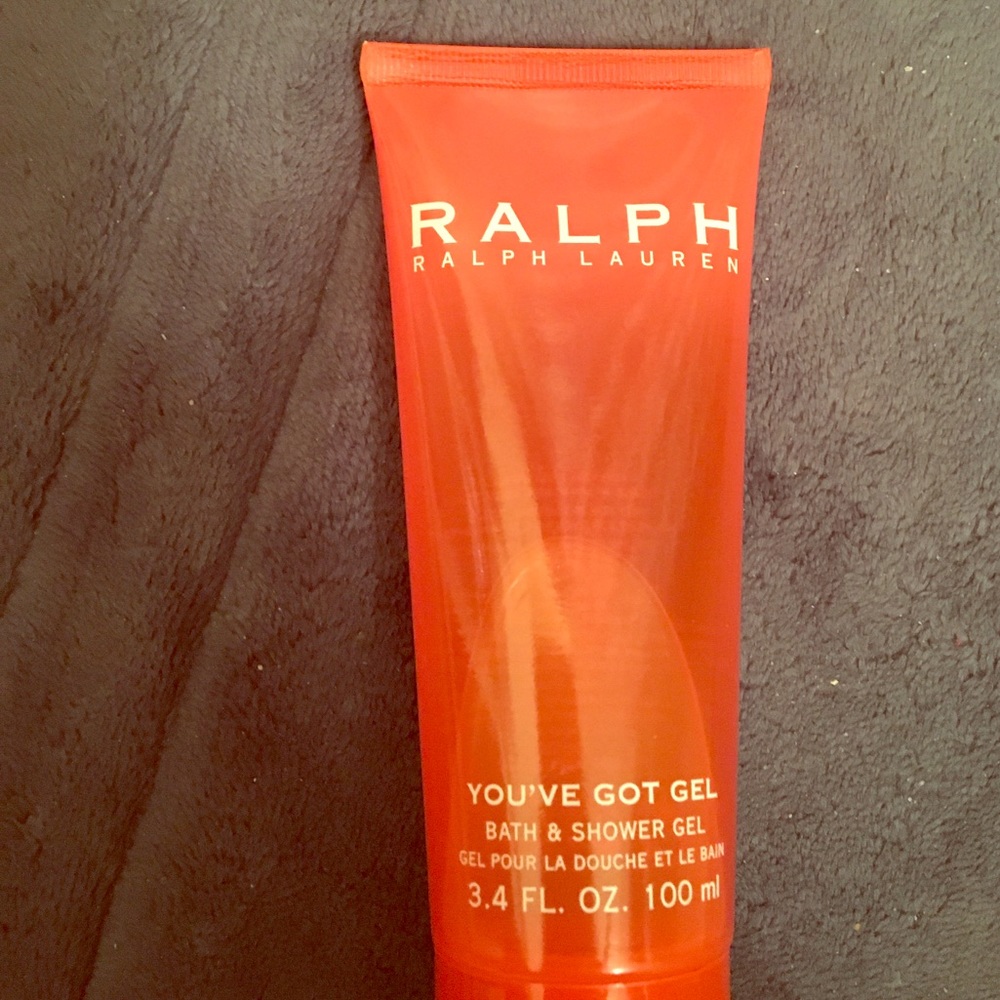 RALPH
RALPH LAUREN
YOU'VE GOT GEL
BATH & SHOWER GEL
GEL POUR LA DOUCHE ET LE BAIN
3.4 FL. OZ. 100 ml